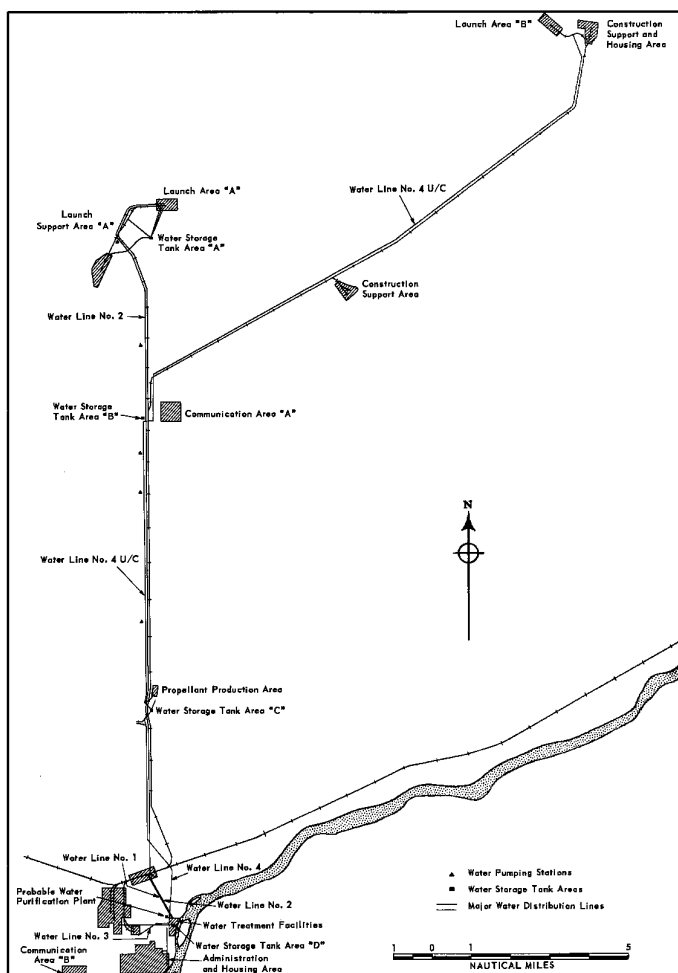 Launch Area "B"
Construction
Support and
Housing Area
Launch Area "A"
Water Line No. 4 U/C
Launch
Support Area "A"
Water Storage
Tank Area "A"
Construction
Support Area
Water Line No. 2
Water Storage
Tank Area "B"
Communication Area "A"
N
Water Line No. 4 U/C
Propellant Production Area
Water Storage Tank Area "C"
Water Line No. 1
Water Line No. 4
Probable Water
Purification Plant
Water Line No. 2
Water Treatment Facilities
Water Line No. 3
Water Storage Tank Area "D"
Communication
Area "B"
Administration
and Housing Area
Water Pumping Stations
Water Storage Tank Areas
Major Water Distribution Lines
1 0 1 5
NAUTICAL MILES